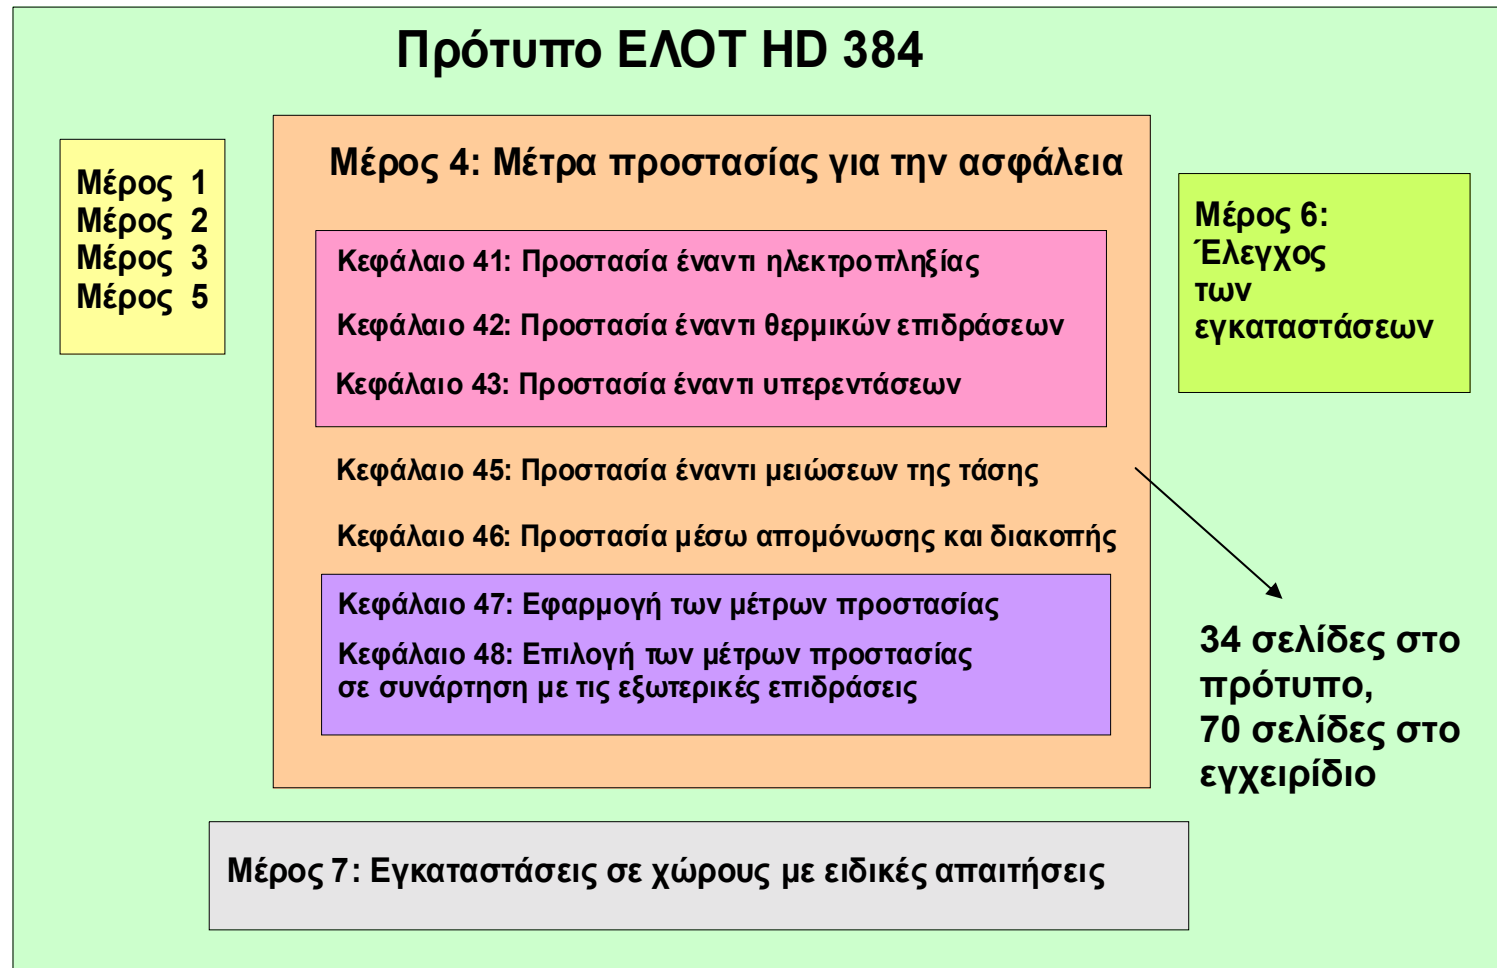 Πρότυπο ΕΛΟΤ HD 384
Μέρος 1
Μέρος 2
Μέρος 3
Μέρος 5
Μέρος 4: Μέτρα προστασίας για την ασφάλεια
Κεφάλαιο 41: Προστασία έναντι ηλεκτροπληξίας
Κεφάλαιο 42: Προστασία έναντι θερμικών επιδράσεων
Κεφάλαιο 43: Προστασία έναντι υπερεντάσεων
Κεφάλαιο 45: Προστασία έναντι μειώσεων της τάσης
Κεφάλαιο 46: Προστασία μέσω απομόνωσης και διακοπής
Κεφάλαιο 47: Εφαρμογή των μέτρων προστασίας
Κεφάλαιο 48: Επιλογή των μέτρων προστασίας
σε συνάρτηση με τις εξωτερικές επιδράσεις
Μέρος 6:
Έλεγχος
των
εγκαταστάσεων
34 σελίδες στο
πρότυπο,
70 σελίδες στο
εγχειρίδιο
Μέρος 7: Εγκαταστάσεις σε χώρους με ειδικές απαιτήσεις